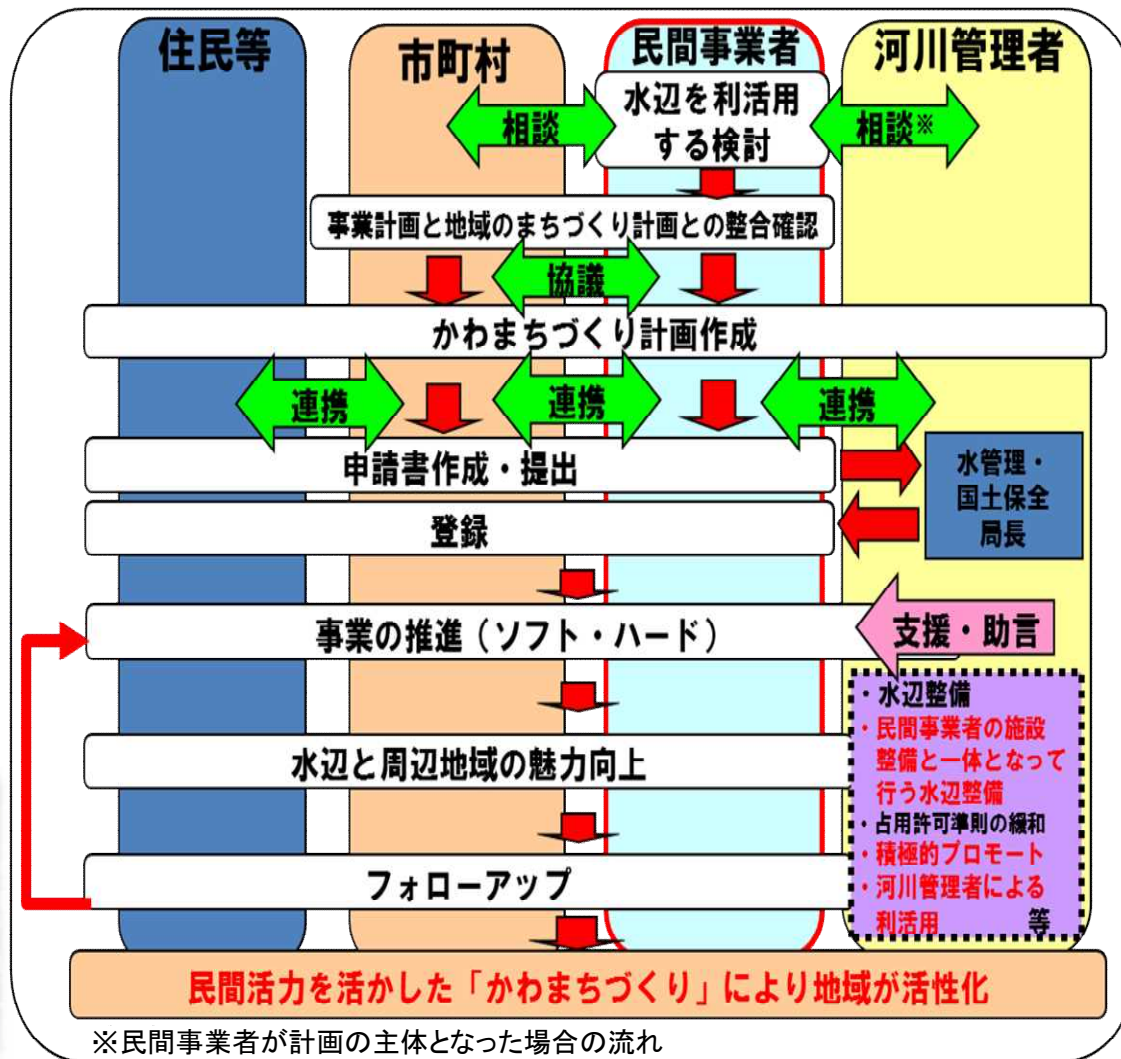 住民等
市町村
民間事業者
河川管理者
相談
水辺を利活用
する検討
相談※
事業計画と地域のまちづくり計画との整合確認
協議
かわまちづくり計画作成
連携
連携
連携
申請書作成・提出
水管理・
国土保全
局長
登録
事業の推進（ソフト・ハード）
支援・助言
・水辺整備
・民間事業者の施設
整備と一体となって
行う水辺整備
・占用許可準則の緩和
・積極的プロモート
・河川管理者による
利活用 等
水辺と周辺地域の魅力向上
フォローアップ
民間活力を活かした「かわまちづくり」により地域が活性化
※民間事業者が計画の主体となった場合の流れ